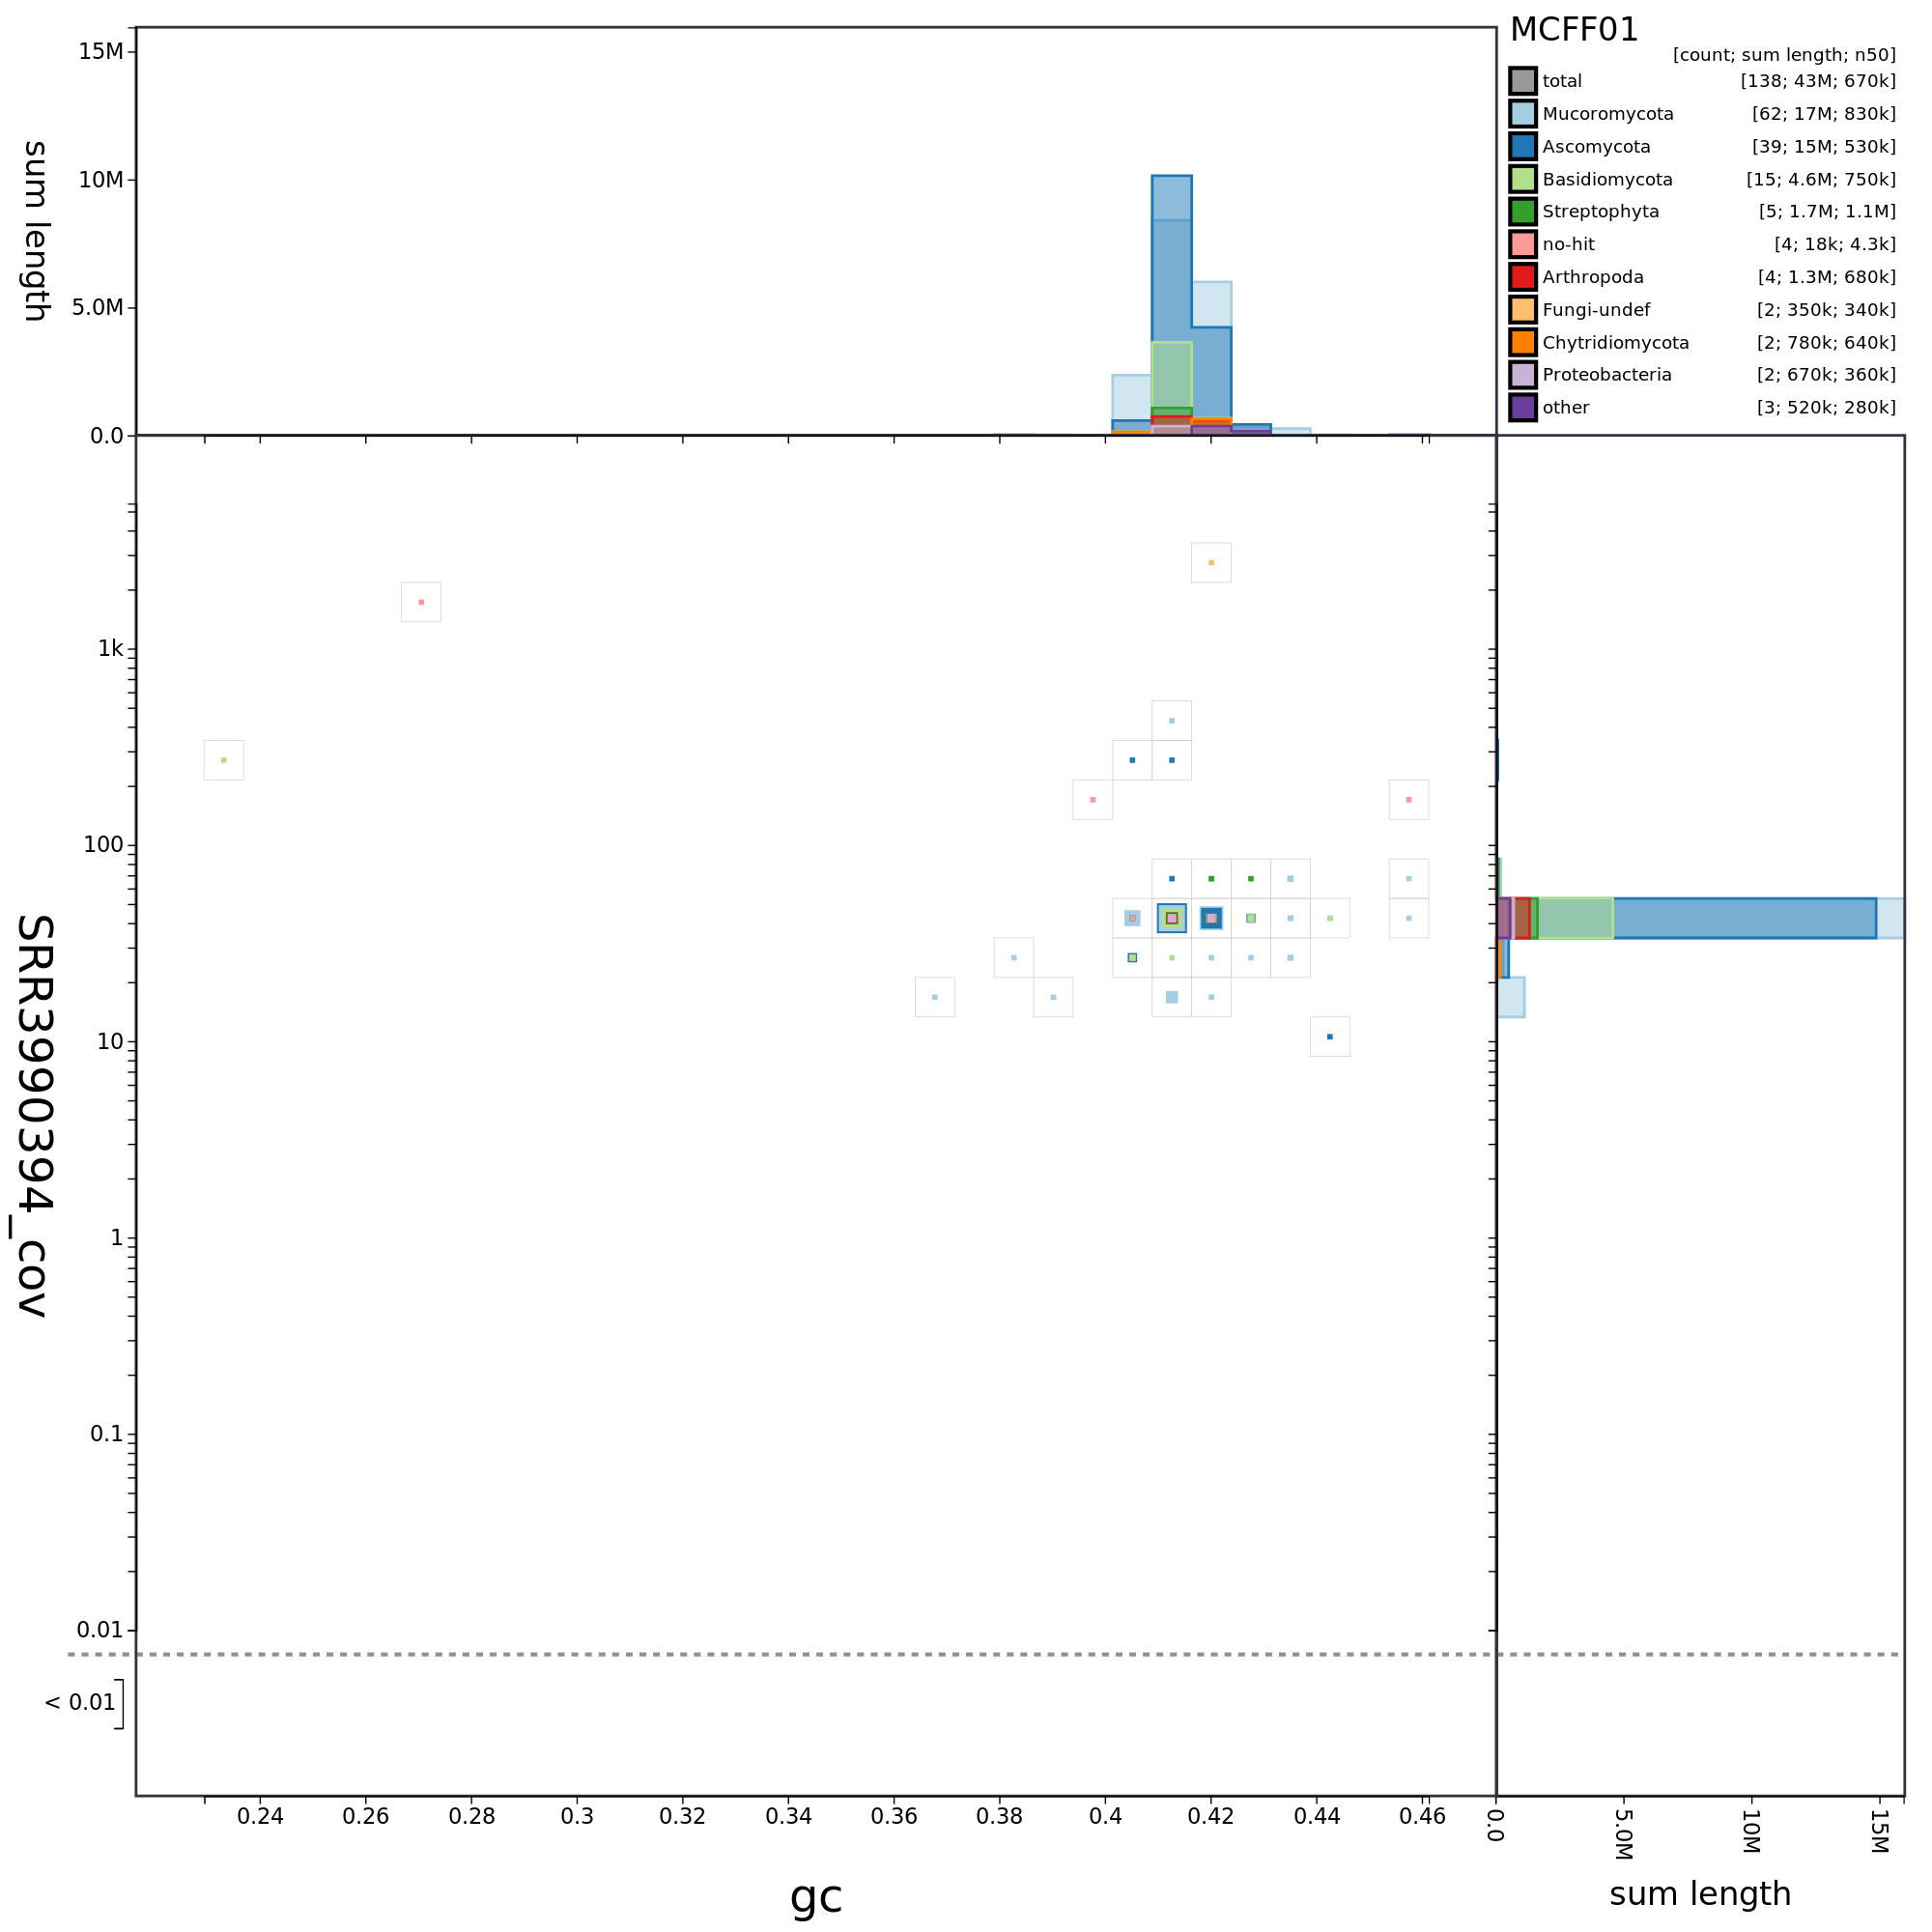 MCFF01
[count; sum length; n50]
total [138; 43M; 670k]
Mucoromycota [62; 17M; 830k]
Ascomycota [39; 15M; 530k]
Basidiomycota [15; 4.6M; 750k]
Streptophyta [5; 1.7M; 1.1M]
no-hit [4; 18k; 4.3k]
Arthropoda [4; 1.3M; 680k]
Fungi-undef [2; 350k; 340k]
Chytridiomycota [2; 780k; 640k]
Proteobacteria [2; 670k; 360k]
other [3; 520k; 280k]
sum length
15M
10M
5.0M
0.0
SRR3990394_cov
1k
100
10
1
0.1
0.01
< 0.01
0.24 0.26 0.28 0.3 0.32 0.34 0.36 0.38 0.4 0.42 0.44 0.46
gc
0.0 5.0M 10M 15M
sum length